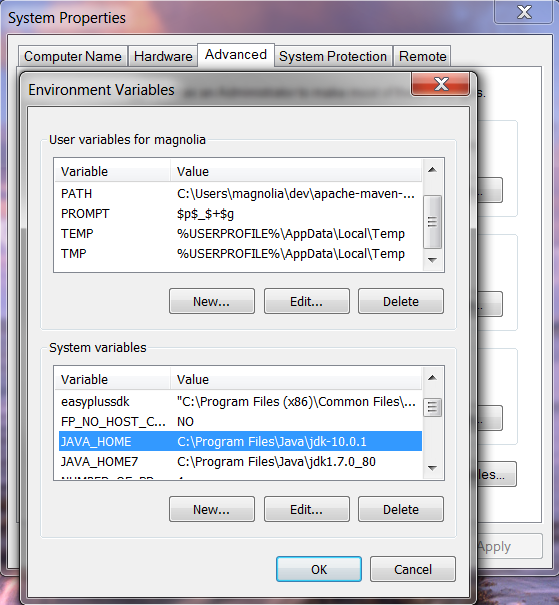 System Properties
Computer Name Hardware Advanced System Protection Remote
Environment Variables
User variables for magnolia
Variable Value
PATH C:\Users\magnolia\dev\apache-maven-...
PROMPT $p$_$+$g
TEMP %USERPROFILE%\AppData\Local\Temp
TMP %USERPROFILE%\AppData\Local\Temp
New... Edit... Delete
System variables
Variable Value
easyplussdk "C:\Program Files (x86)\Common Files\...
FP_NO_HOST_C... NO
JAVA_HOME C:\Program Files\Java\jdk-10.0.1
JAVA_HOME7 C:\Program Files\Java\jdk1.7.0_80
les...
New... Edit... Delete
Apply
OK Cancel